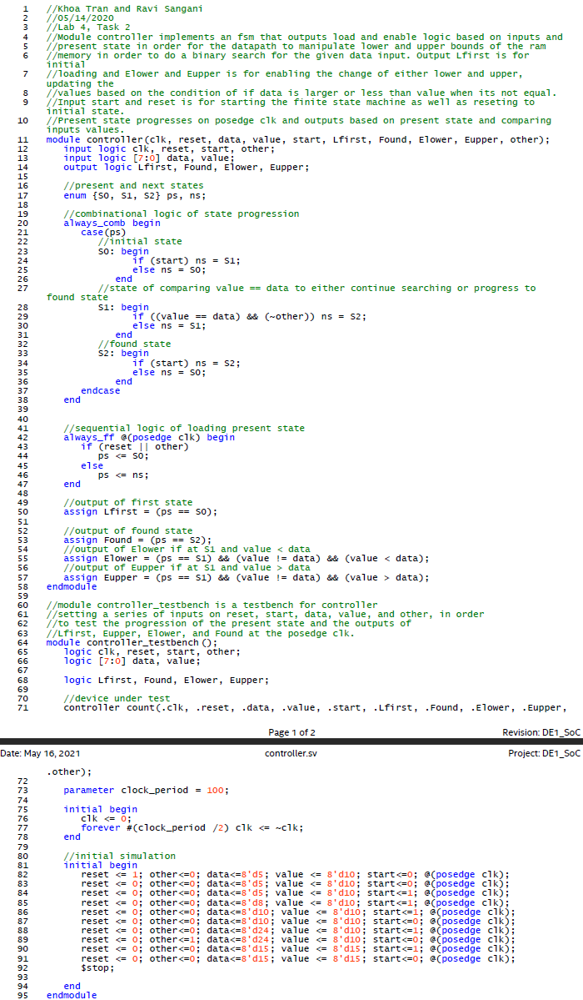 1 //Khoa Tran and Ravi Sangani
2 //05/14/2020
3 //Lab 4, Task 2
4 //Module controller implements an fsm that outputs load and enable logic based on inputs and
5 //present state in order for the datapath to manipulate lower and upper bounds of the ram
6 //memory in order to do a binary search for the given data input. Output Lfirst is for
initial
7 //loading and Elower and Eupper is for enabling the change of either lower and upper,
updating the
8 //values based on the condition of if data is larger or less than value when its not equal.
9 //Input start and reset is for starting the finite state machine as well as reseting to
initial state.
10 //Present state progresses on posedge clk and outputs based on present state and comparing
inputs values.
11 module controller(clk, reset, data, value, start, Lfirst, Found, Elower, Eupper, other);
12 input logic clk, reset, start, other;
13 input logic [7:0] data, value;
14 output logic Lfirst, Found, Elower, Eupper;
15
16 //present and next states
17 enum {S0, S1, S2} ps, ns;
18
19 //combinational logic of state progression
20 always_comb begin
21 case(ps)
22 //initial state
23 S0: begin
24 if (start) ns = S1;
25 else ns = S0;
26 end
27 //state of comparing value == data to either continue searching or progress to
found state
28 S1: begin
29 if ((value == data) && (~other)) ns = S2;
30 else ns = S1;
31 end
32 //found state
33 S2: begin
34 if (start) ns = S2;
35 else ns = S0;
36 end
37 endcase
38 end
39
40
41 //sequential logic of loading present state
42 always_ff @(posedge clk) begin
43 if (reset || other)
44 ps <= S0;
45 else
46 ps <= ns;
47 end
48
49 //output of first state
50 assign Lfirst = (ps == S0);
51
52 //output of found state
53 assign Found = (ps == S2);
54 //output of Elower if at S1 and value < data
55 assign Elower = (ps == S1) && (value != data) && (value < data);
56 //output of Eupper if at S1 and value > data
57 assign Eupper = (ps == S1) && (value != data) && (value > data);
58 endmodule
59
60 //module controller_testbench is a testbench for controller
61 //setting a series of inputs on reset, start, data, value, and other, in order
62 //to test the progression of the present state and the outputs of
63 //Lfirst, Eupper, Elower, and Found at the posedge clk.
64 module controller_testbench();
65 logic clk, reset, start, other;
66 logic [7:0] data, value;
67
68 logic Lfirst, Found, Elower, Eupper;
69
70 //device under test
71 controller count(.clk, .reset, .data, .value, .start, .Lfirst, .Found, .Elower, .Eupper,
Page 1 of 2 Revision: DE1_SoC
Date: May 16, 2021 controller.sv Project: DE1_SoC
.other);
72
73 parameter clock_period = 100;
74
75 initial begin
76 clk <= 0;
77 forever #(clock_period /2) clk <= ~clk;
78 end
79
80 //initial simulation
81 initial begin
82 reset <= 1; other<=0; data<=8'd5; value <= 8'd10; start<=0; @(posedge clk);
83 reset <= 0; other<=0; data<=8'd5; value <= 8'd10; start<=0; @(posedge clk);
84 reset <= 0; other<=0; data<=8'd5; value <= 8'd10; start<=1; @(posedge clk);
85 reset <= 0; other<=0; data<=8'd8; value <= 8'd10; start<=1; @(posedge clk);
86 reset <= 0; other<=0; data<=8'd10; value <= 8'd10; start<=1; @(posedge clk);
87 reset <= 0; other<=0; data<=8'd10; value <= 8'd10; start<=0; @(posedge clk);
88 reset <= 0; other<=0; data<=8'd24; value <= 8'd10; start<=1; @(posedge clk);
89 reset <= 0; other<=1; data<=8'd24; value <= 8'd10; start<=0; @(posedge clk);
90 reset <= 0; other<=0; data<=8'd15; value <= 8'd15; start<=1; @(posedge clk);
91 reset <= 0; other<=0; data<=8'd15; value <= 8'd15; start<=0; @(posedge clk);
92 $stop;
93
94 end
95 endmodule